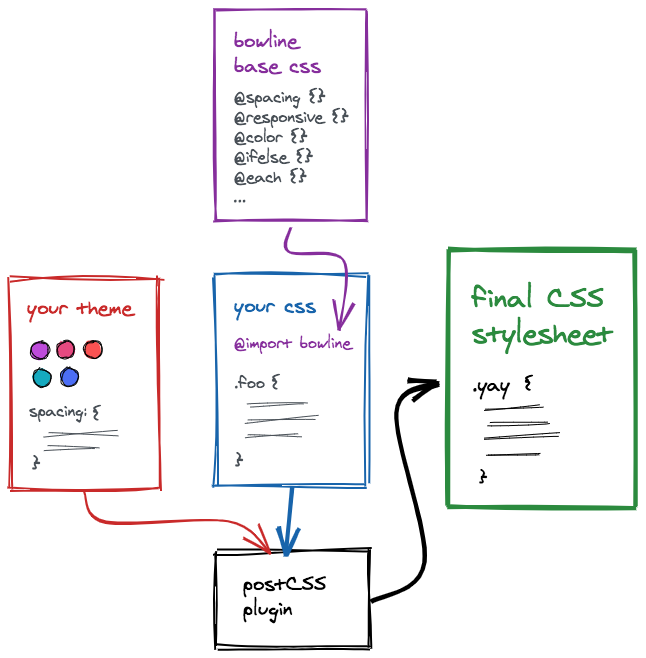 bowline
base css
@spacing {}
@responsive {}
@color {}
@ifelse {}
@each {}
...
your theme
spacing: {
}
your css
@import bowline
.foo {
}
postCSS
plugin
final CSS
stylesheet
.yay {
}